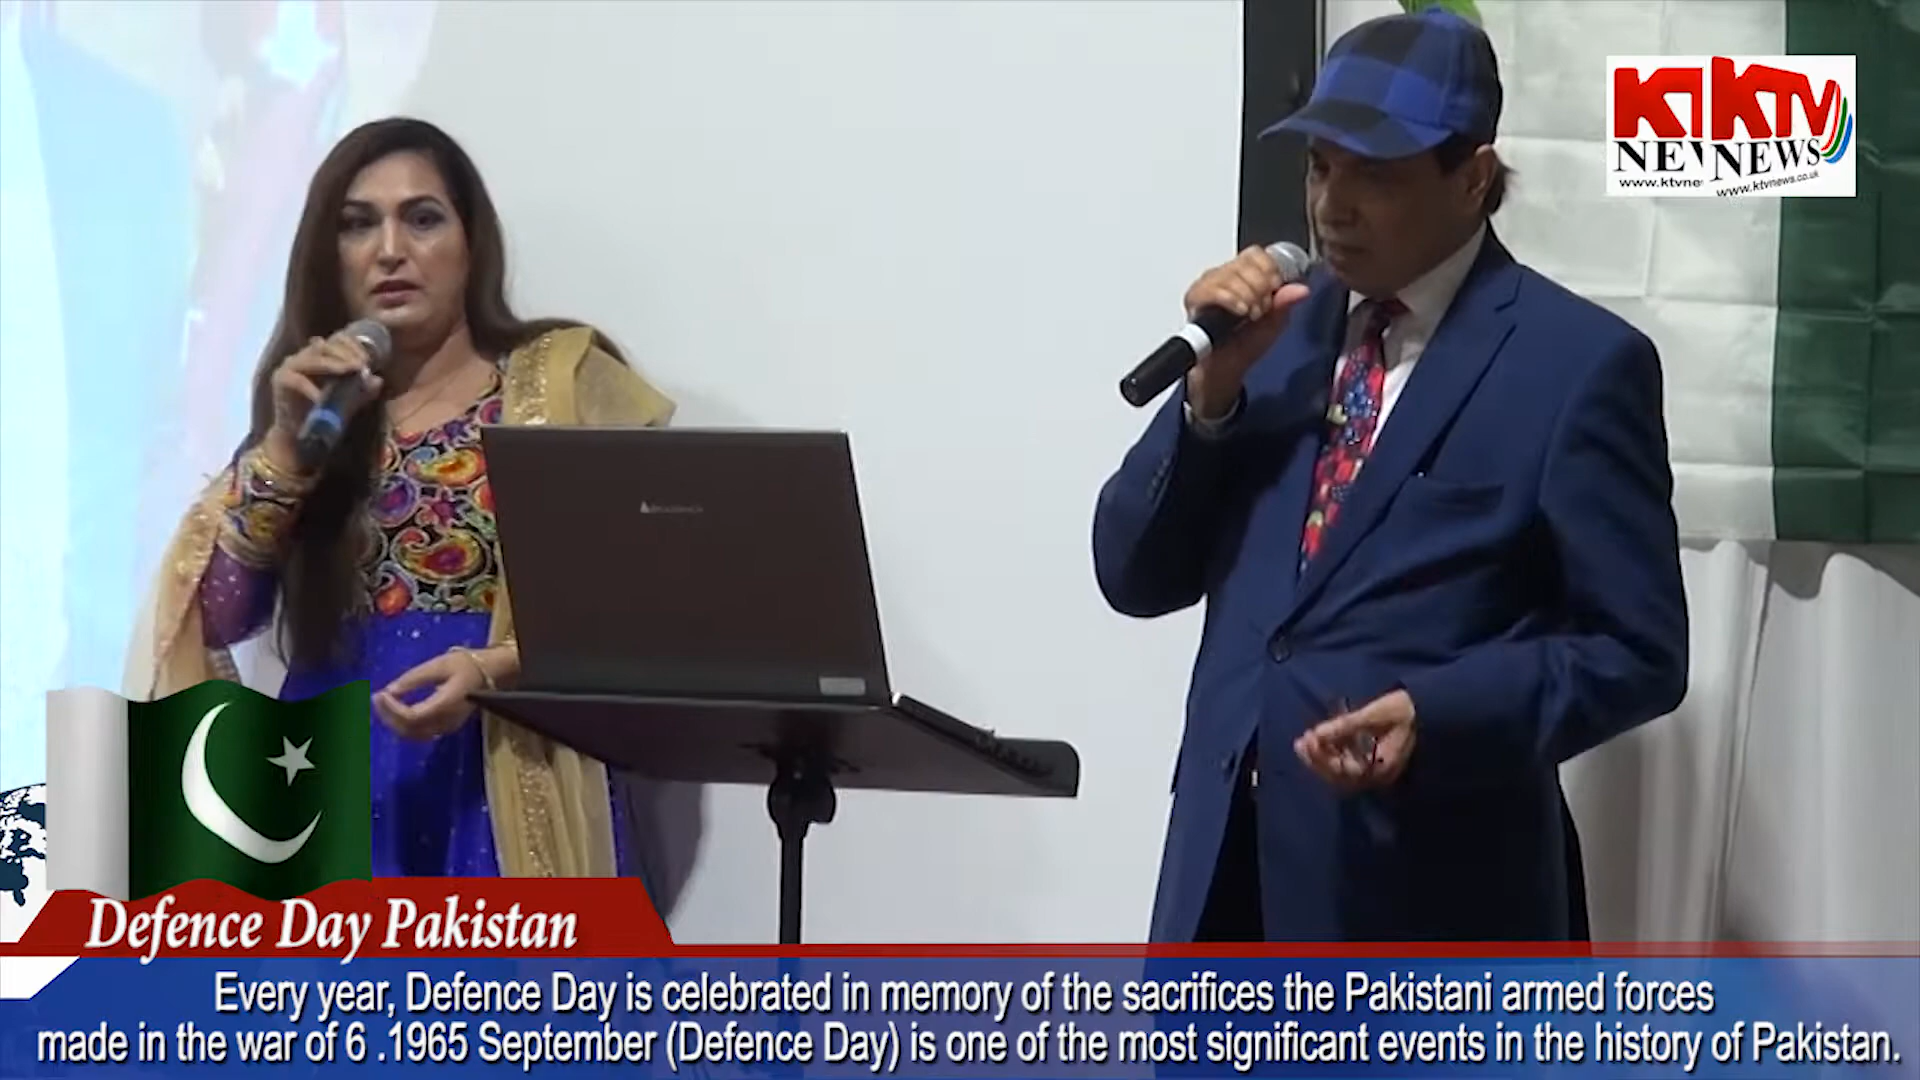 KTV
NEWS
www.ktvnews.co.uk
Defence Day Pakistan
Every year, Defence Day is celebrated in memory of the sacrifices the Pakistani armed forces
made in the war of 6 .1965 September (Defence Day) is one of the most significant events in the history of Pakistan.